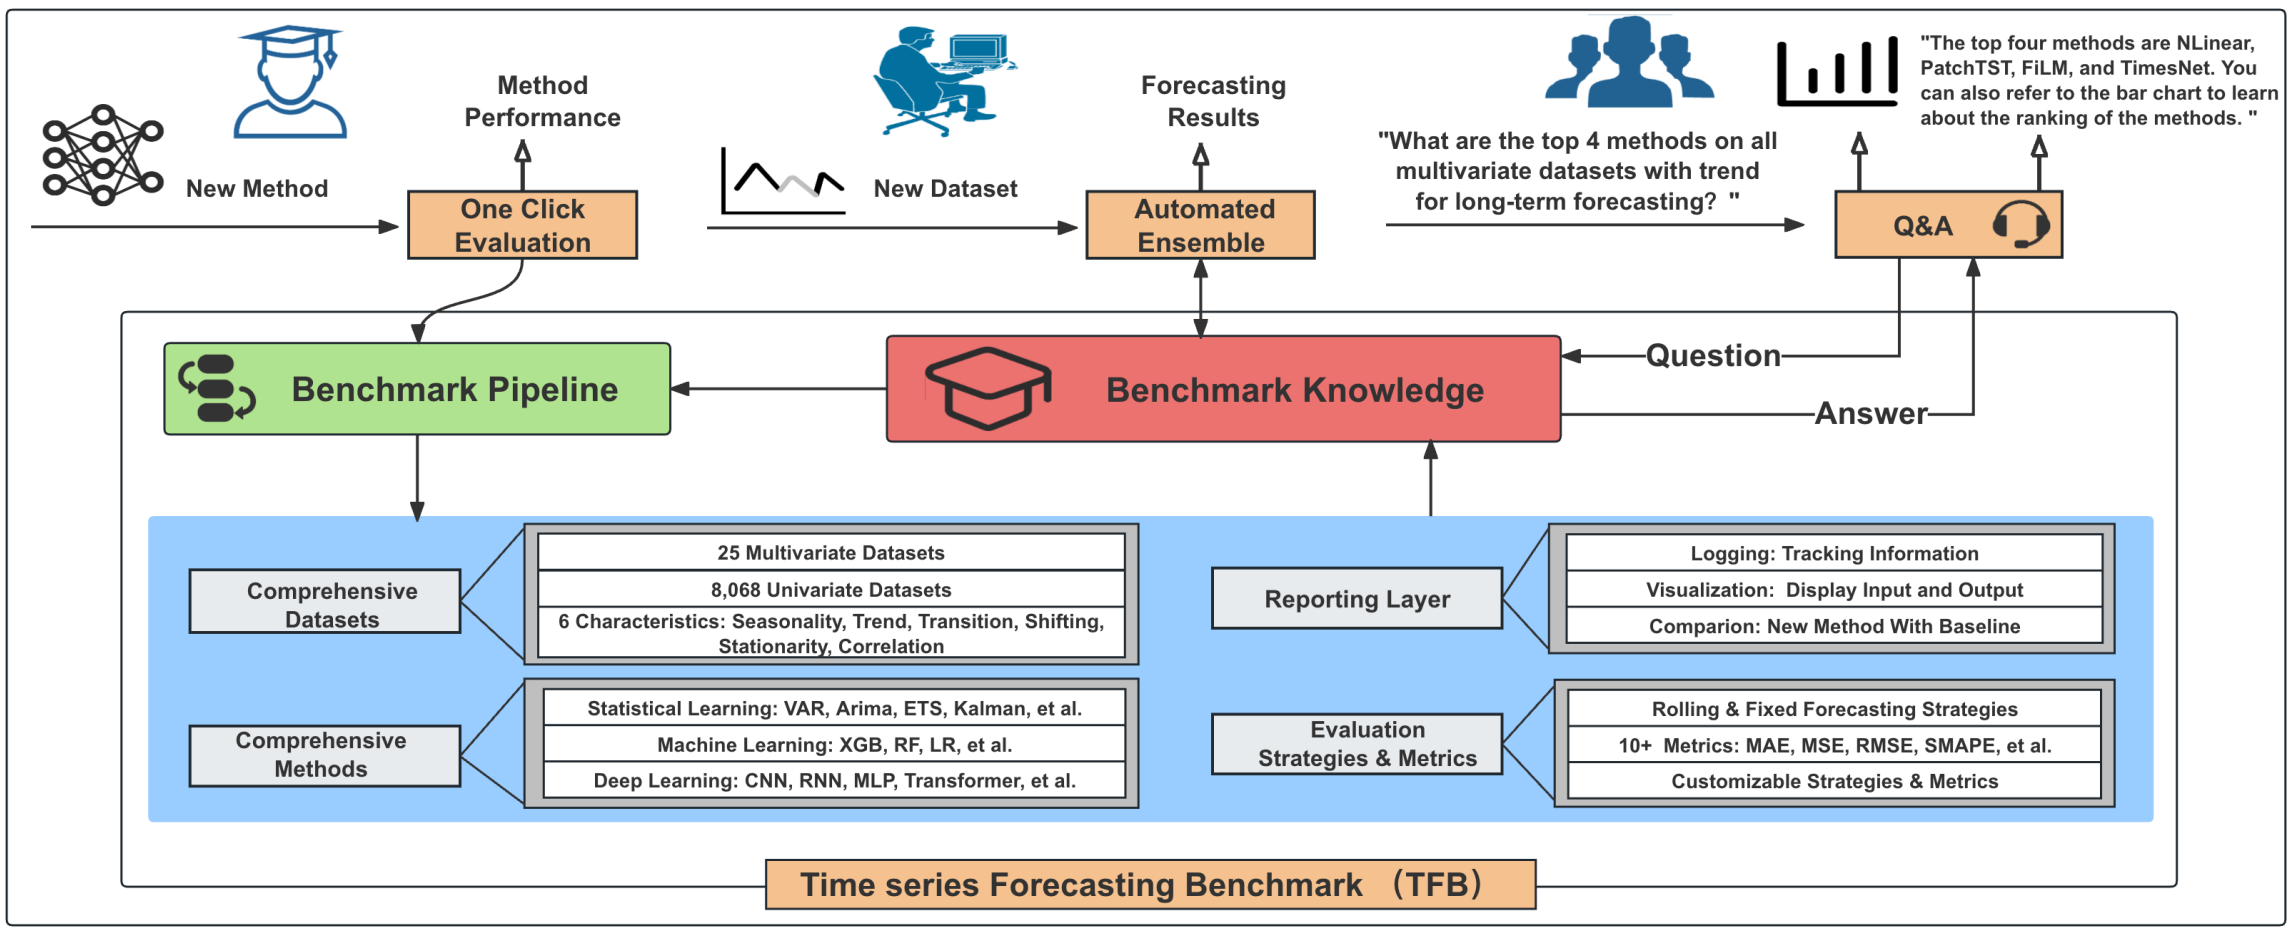 New Method
Method
Performance
One Click
Evaluation
New Dataset
Forecasting
Results
Automated
Ensemble
"What are the top 4 methods on all
multivariate datasets with trend
for long-term forecasting? "
"The top four methods are NLinear,
PatchTST, FiLM, and TimesNet. You
can also refer to the bar chart to learn
about the ranking of the methods. "
Q&A
Benchmark Pipeline
Benchmark Knowledge
Question
Answer
Comprehensive
Datasets
25 Multivariate Datasets
8,068 Univariate Datasets
6 Characteristics: Seasonality, Trend, Transition, Shifting,
Stationarity, Correlation
Reporting Layer
Logging: Tracking Information
Visualization: Display Input and Output
Comparion: New Method With Baseline
Comprehensive
Methods
Statistical Learning: VAR, Arima, ETS, Kalman, et al.
Machine Learning: XGB, RF, LR, et al.
Deep Learning: CNN, RNN, MLP, Transformer, et al.
Evaluation
Strategies & Metrics
Rolling & Fixed Forecasting Strategies
10+ Metrics: MAE, MSE, RMSE, SMAPE, et al.
Customizable Strategies & Metrics
Time series Forecasting Benchmark （TFB）